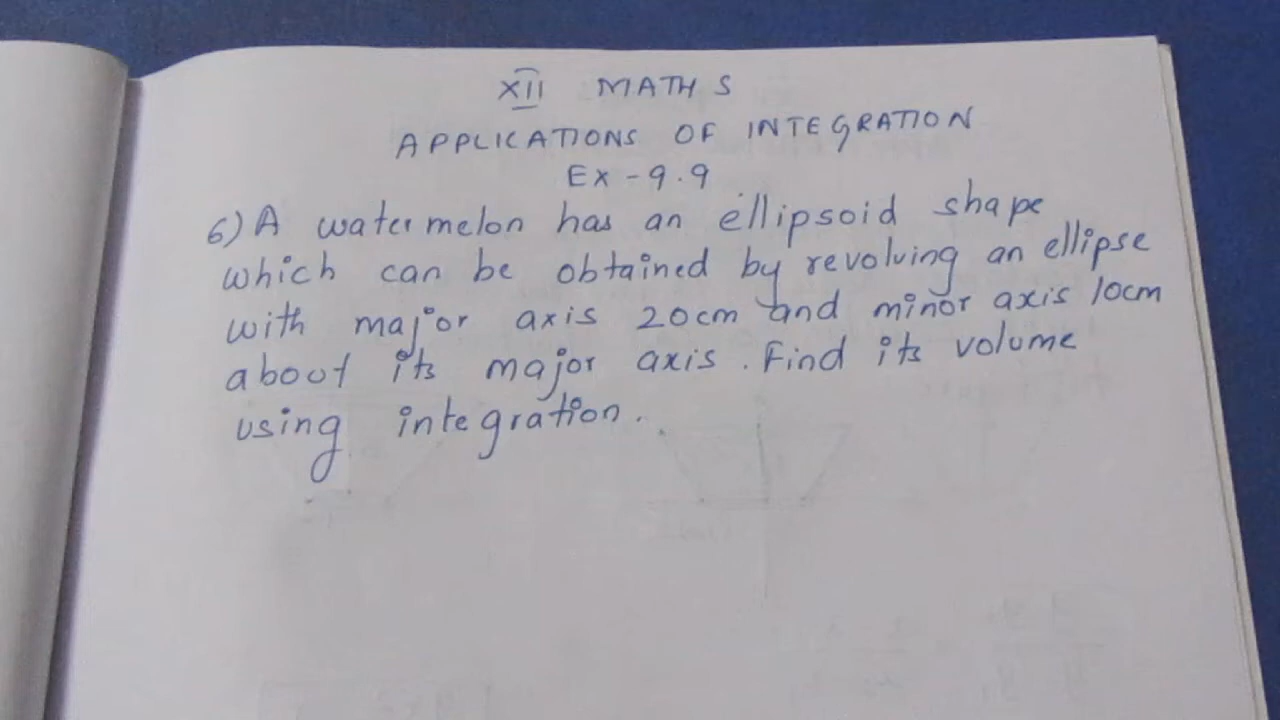 XII MATHS
APPLICATIONS OF INTEGRATION
Ex - 9.9
6) A watermelon has an ellipsoid shape
which can be obtained by revolving an ellipse
with major axis 20cm and minor axis 10cm
about its major axis. Find its volume
using integration.